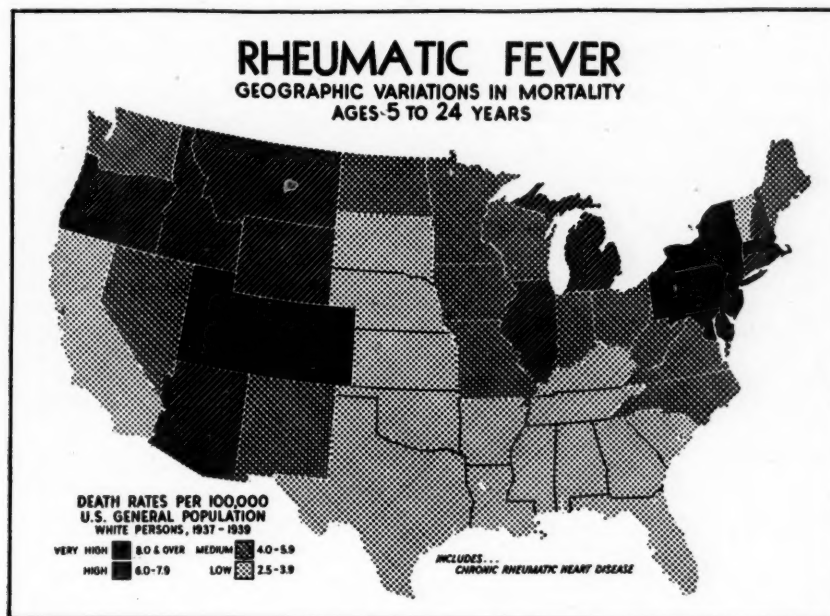 RHEUMATIC FEVER
GEOGRAPHIC VARIATIONS IN MORTALITY
AGES 5 TO 24 YEARS
DEATH RATES PER 100,000
U.S. GENERAL POPULATION
WHITE PERSONS, 1937-1939
VERY HIGH 8.0 & OVER MEDIUM 4.0-5.9
HIGH 6.0-7.9 LOW 2.5-3.9
INCLUDES...
CHRONIC RHEUMATIC HEART DISEASE